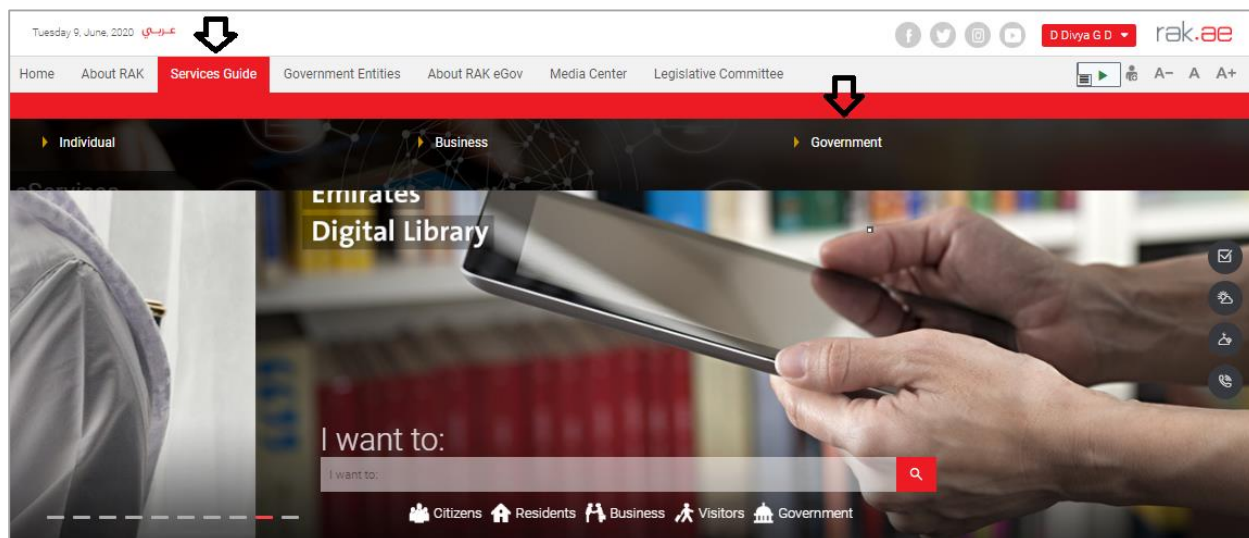 Tuesday 9, June, 2020 عربي
D Divya G D
rak.ae
Home About RAK Services Guide Government Entities About RAK eGov Media Center Legislative Committee
A− A A+
Individual Business Government
eServices
Emirates
Digital Library
I want to:
I want to:
Citizens Residents Business Visitors Government